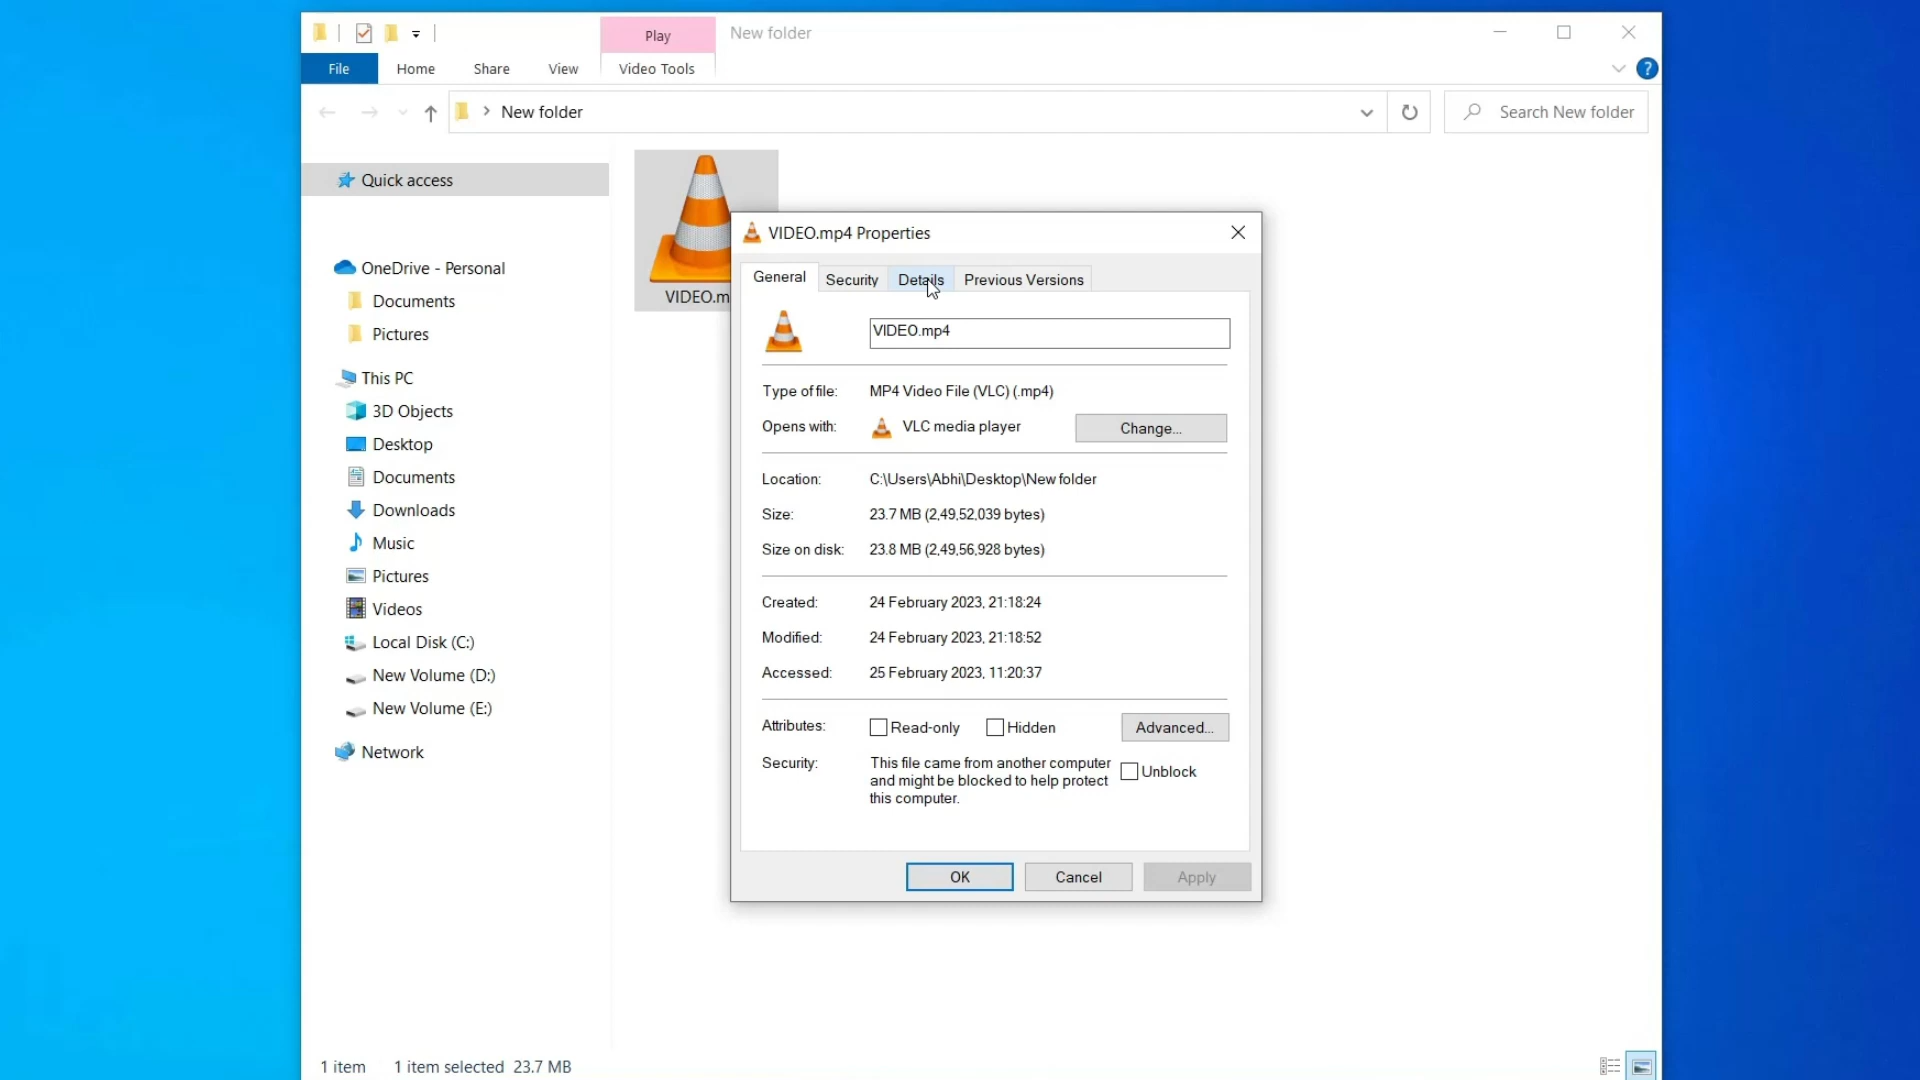 Play
New folder
File
Home
Share
View
Video Tools
?
New folder
Search New folder
Quick access
OneDrive - Personal
Documents
Pictures
This PC
3D Objects
Desktop
Documents
Downloads
Music
Pictures
Videos
Local Disk (C:)
New Volume (D:)
New Volume (E:)
Network
VIDEO.m
VIDEO.mp4 Properties
General
Security
Details
Previous Versions
VIDEO.mp4
Type of file: MP4 Video File (VLC) (.mp4)
Opens with: VLC media player
Change...
Location: C:\Users\Abhi\Desktop\New folder
Size: 23.7 MB (2,49,52,039 bytes)
Size on disk: 23.8 MB (2,49,56,928 bytes)
Created: 24 February 2023, 21:18:24
Modified: 24 February 2023, 21:18:52
Accessed: 25 February 2023, 11:20:37
Attributes: Read-only Hidden
Advanced...
Security: This file came from another computer
and might be blocked to help protect
this computer.
Unblock
OK
Cancel
Apply
1 item 1 item selected 23.7 MB